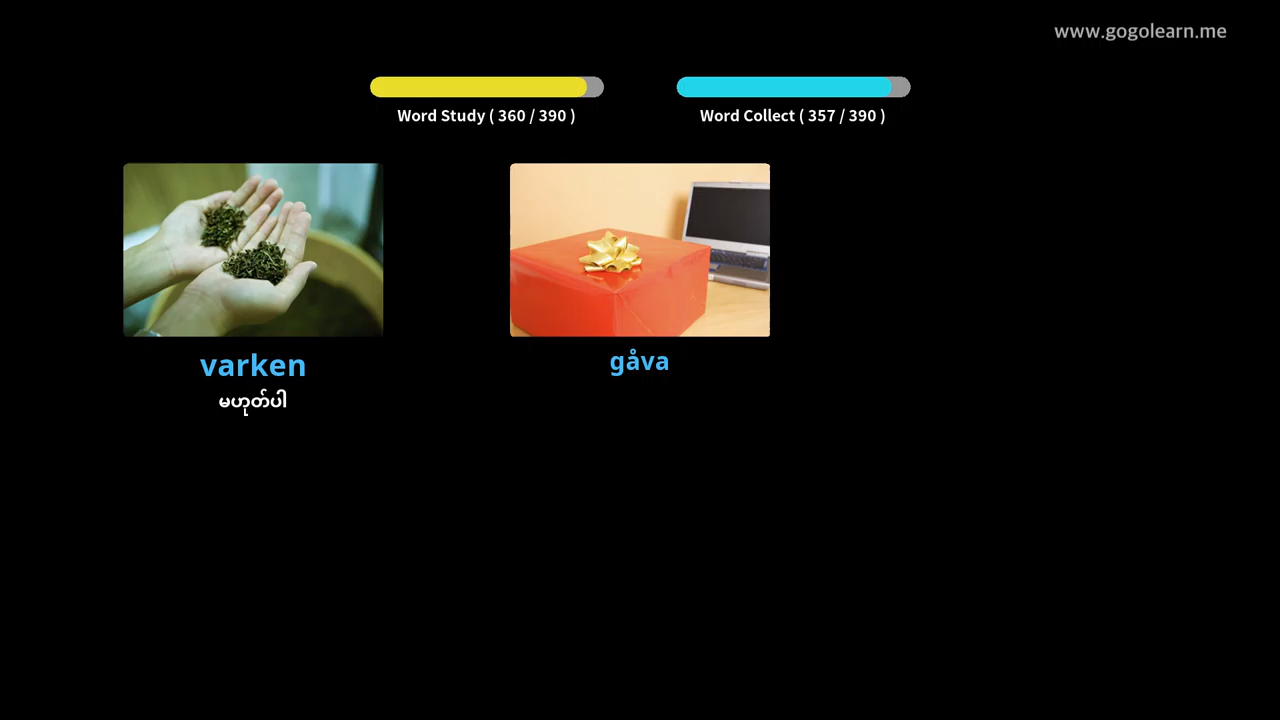 www.gogolearn.me
Word Study ( 360 / 390 )
Word Collect ( 357 / 390 )
varken
မဟုတ်ပါ
gåva